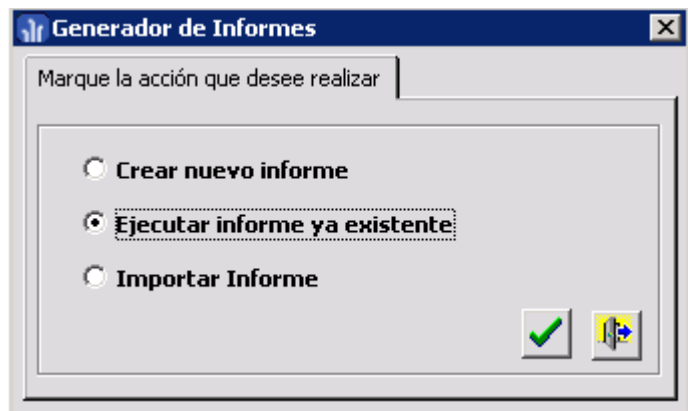 Generador de Informes
Marque la acción que desee realizar
Crear nuevo informe
Ejecutar informe ya existente
Importar Informe